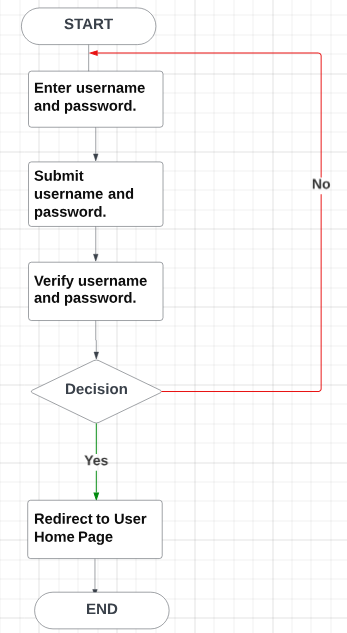 START
Enter username
and password.
Submit
username and
password.
No
Verify username
and password.
Decision
Yes
Redirect to User
Home Page
END